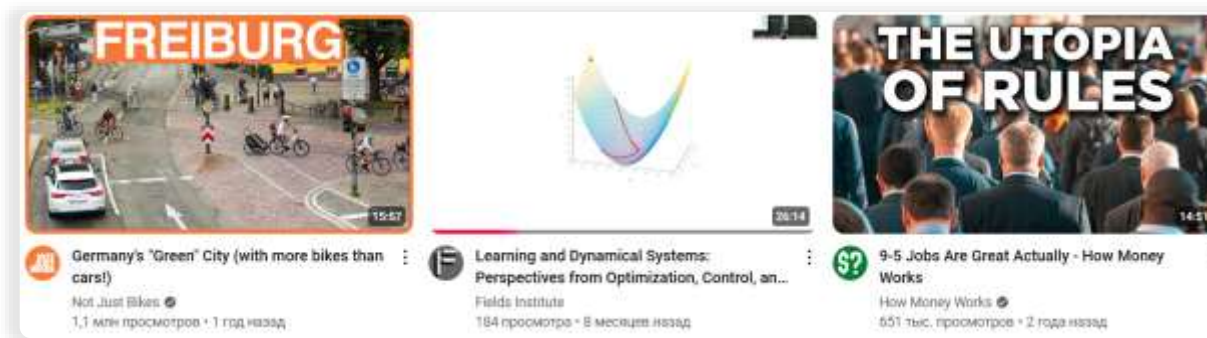 FREIBURG
15:57
Germany's "Green" City (with more bikes than
cars!)
Not Just Bikes
1,1 млн просмотров • 1 год назад
26:14
Learning and Dynamical Systems:
Perspectives from Optimization, Control, an...
Fields Institute
184 просмотра • 8 месяцев назад
THE UTOPIA
OF RULES
14:51
9-5 Jobs Are Great Actually - How Money
Works
How Money Works
651 тыс. просмотров • 2 года назад